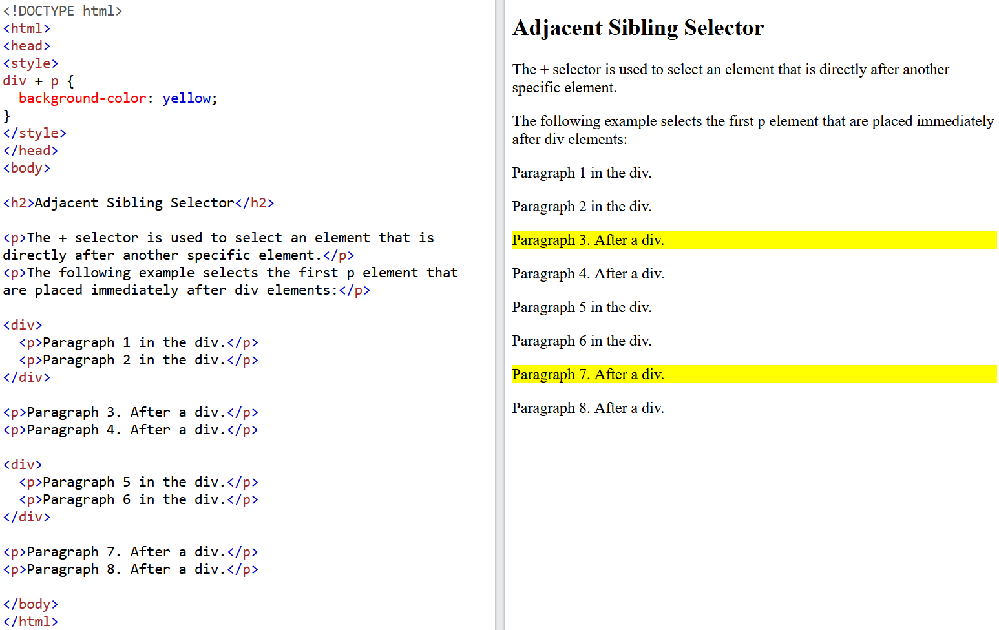 <!DOCTYPE html>
<html>
<head>
<style>
div + p {
  background-color: yellow;
}
</style>
</head>
<body>

<h2>Adjacent Sibling Selector</h2>

<p>The + selector is used to select an element that is
directly after another specific element.</p>
<p>The following example selects the first p element that
are placed immediately after div elements:</p>

<div>
  <p>Paragraph 1 in the div.</p>
  <p>Paragraph 2 in the div.</p>
</div>

<p>Paragraph 3. After a div.</p>
<p>Paragraph 4. After a div.</p>

<div>
  <p>Paragraph 5 in the div.</p>
  <p>Paragraph 6 in the div.</p>
</div>

<p>Paragraph 7. After a div.</p>
<p>Paragraph 8. After a div.</p>

</body>
</html>
Adjacent Sibling Selector
The + selector is used to select an element that is directly after another
specific element.
The following example selects the first p element that are placed immediately
after div elements:
Paragraph 1 in the div.
Paragraph 2 in the div.
Paragraph 3. After a div.
Paragraph 4. After a div.
Paragraph 5 in the div.
Paragraph 6 in the div.
Paragraph 7. After a div.
Paragraph 8. After a div.